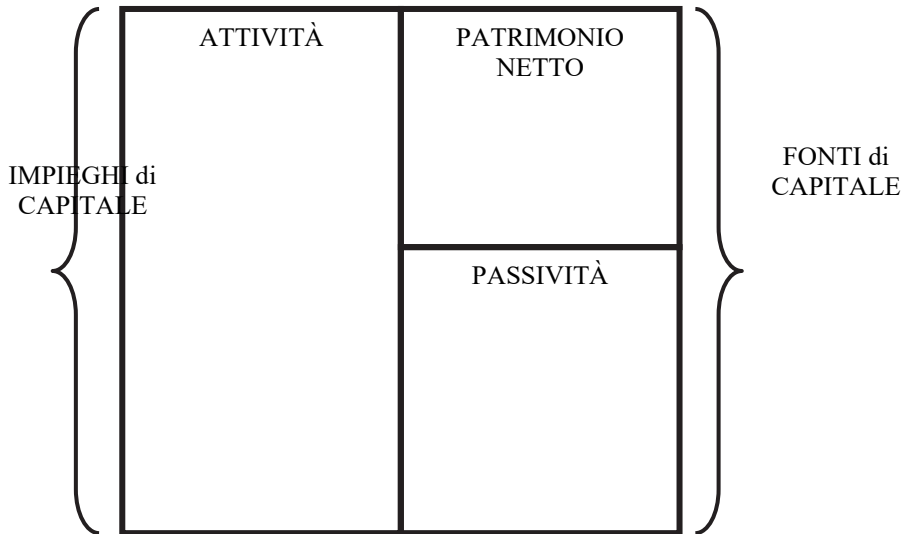 ATTIVITÀ
PATRIMONIO
NETTO
IMPIEGHI di
CAPITALE
FONTI di
CAPITALE
PASSIVITÀ